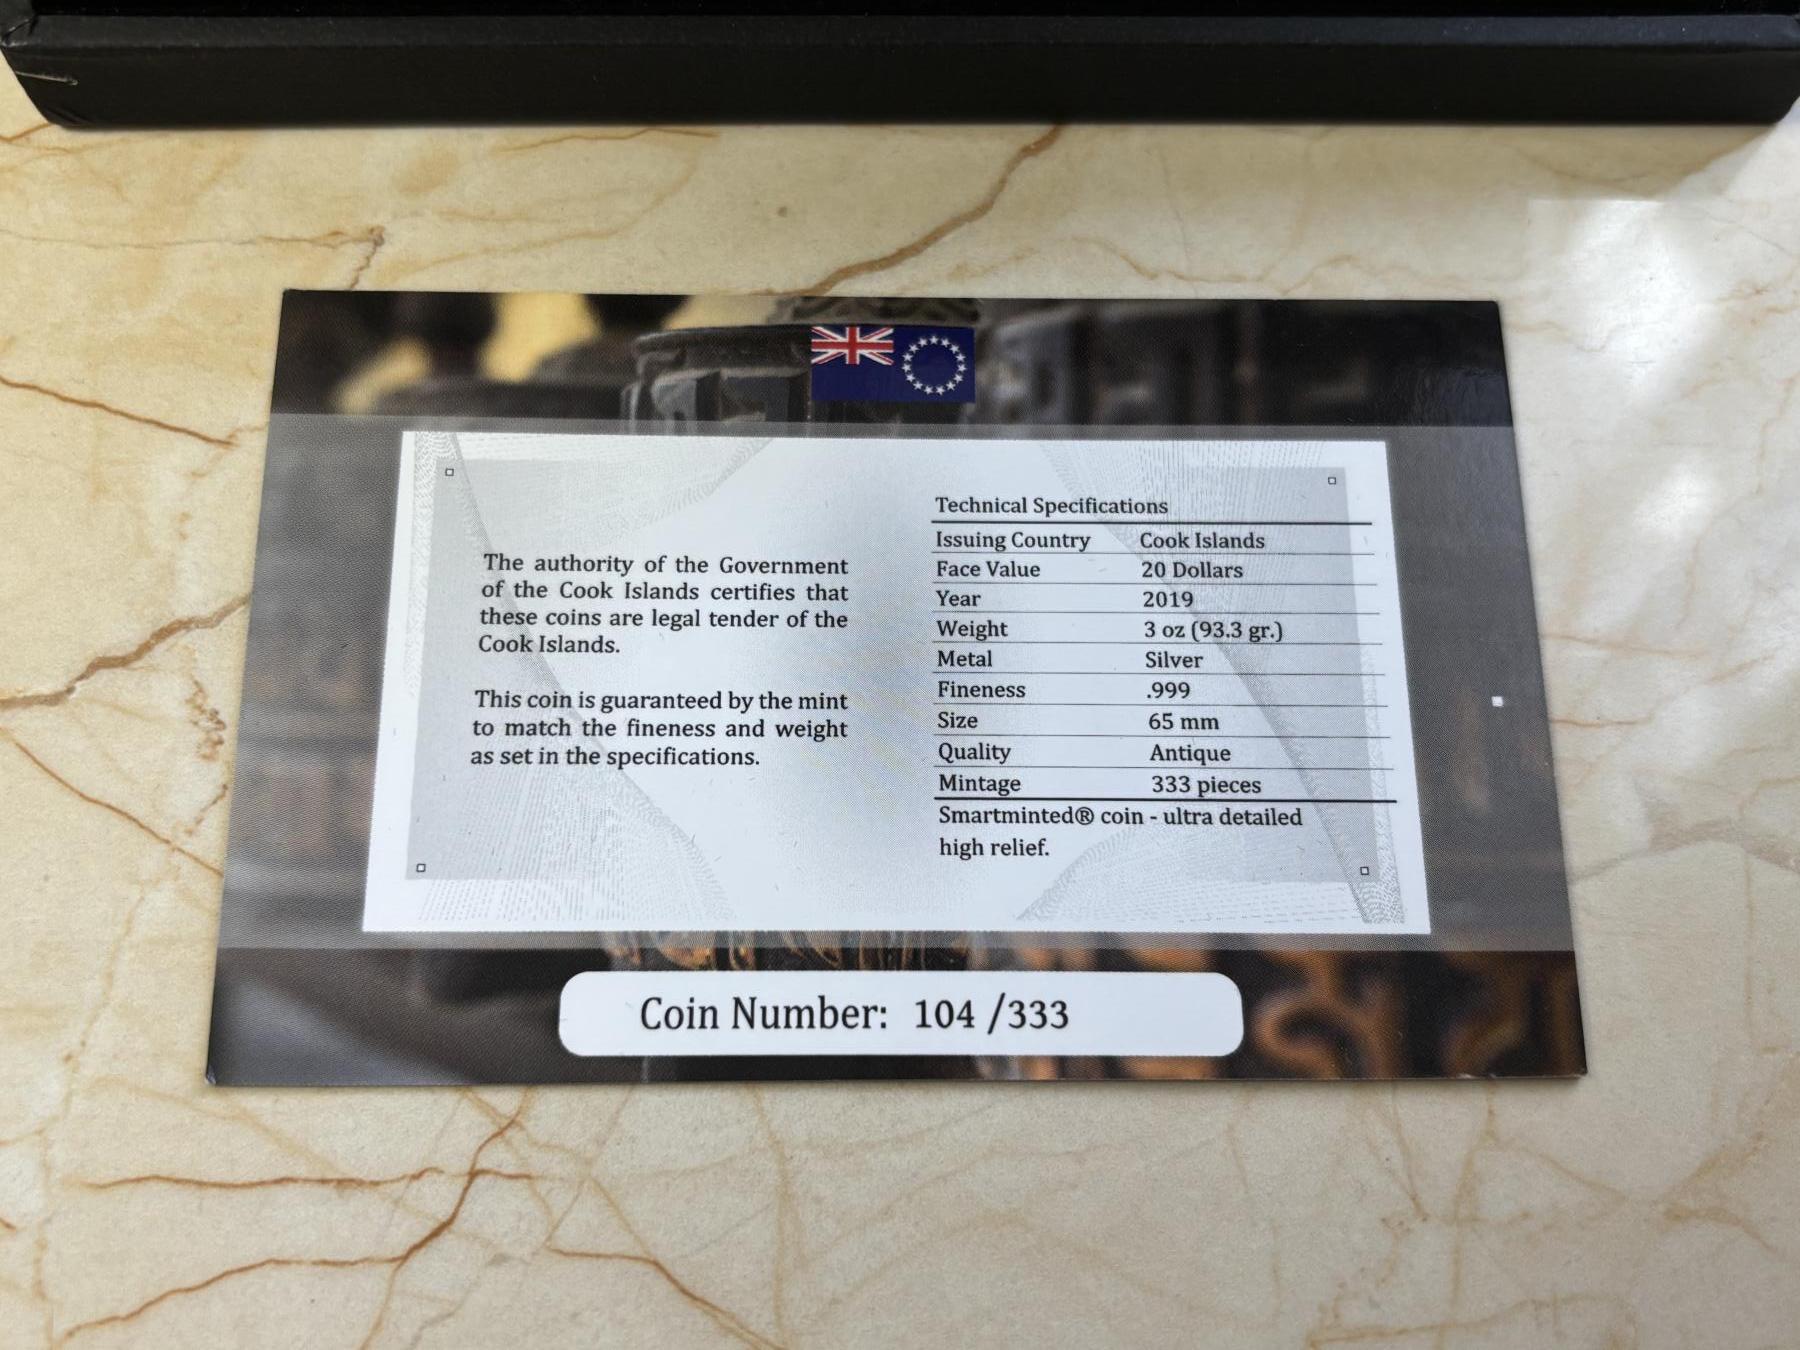 The authority of the Government
of the Cook Islands certifies that
these coins are legal tender of the
Cook Islands.
This coin is guaranteed by the mint
to match the fineness and weight
as set in the specifications.
Technical Specifications
Issuing Country Cook Islands
Face Value 20 Dollars
Year 2019
Weight 3 oz (93.3 gr.)
Metal Silver
Fineness .999
Size 65 mm
Quality Antique
Mintage 333 pieces
Smartminted® coin - ultra detailed
high relief.
Coin Number: 104 /333